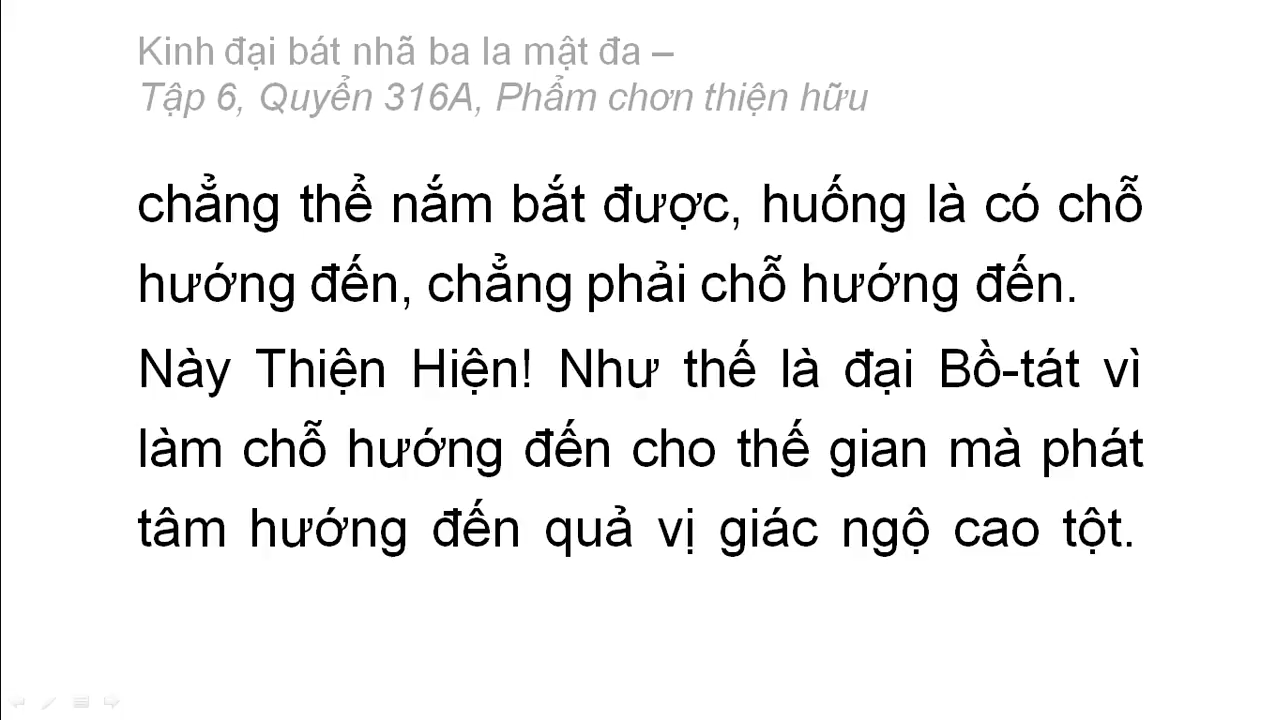 Kinh đại bát nhã ba la mật đa –
Tập 6, Quyển 316A, Phẩm chơn thiện hữu
chẳng thể nắm bắt được, huống là có chỗ
hướng đến, chẳng phải chỗ hướng đến.
Này Thiện Hiện! Như thế là đại Bồ-tát vì
làm chỗ hướng đến cho thế gian mà phát
tâm hướng đến quả vị giác ngộ cao tột.